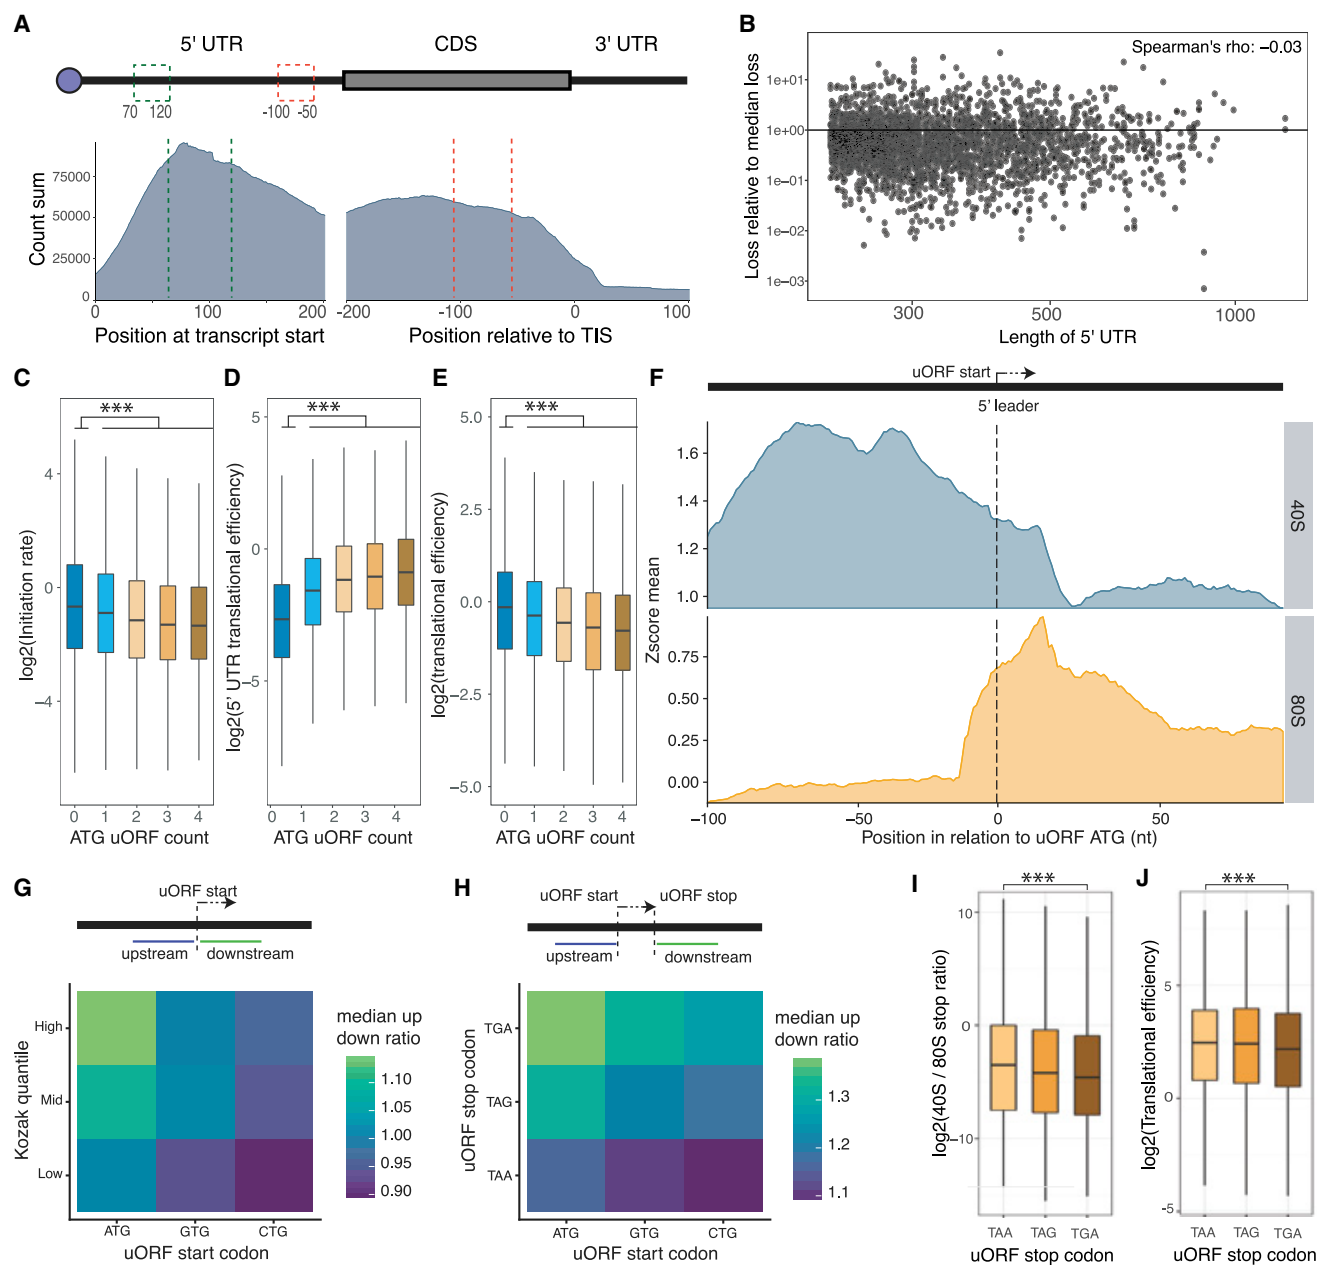 A
5' UTR
CDS
3' UTR
70
120
-100
-50
Count sum
75000
50000
25000
0
0
100
200
-200
-100
0
100
Position at transcript start
Position relative to TIS
B
Spearman's rho: −0.03
Loss relative to median loss
1e+01
1e+00
1e−01
1e−02
1e−03
300
500
1000
Length of 5' UTR
C
***
log2(Initiation rate)
4
0
−4
0 1 2 3 4
ATG uORF count
D
***
log2(5' UTR translational efficiency)
5
0
−5
0 1 2 3 4
ATG uORF count
E
***
log2(translational efficiency)
5.0
2.5
0.0
−2.5
−5.0
0 1 2 3 4
ATG uORF count
F
uORF start
5' leader
Zscore mean
1.6
1.4
1.2
1.0
40S
0.75
0.50
0.25
0.00
80S
−100
−50
0
50
Position in relation to uORF ATG (nt)
G
uORF start
upstream
downstream
Kozak quantile
High
Mid
Low
ATG
GTG
CTG
uORF start codon
median up
down ratio
1.10
1.05
1.00
0.95
0.90
H
uORF start
uORF stop
upstream
downstream
uORF stop codon
TGA
TAG
TAA
ATG
GTG
CTG
uORF start codon
median up
down ratio
1.3
1.2
1.1
I
***
log2(40S / 80S stop ratio)
10
0
−10
TAA
TAG
TGA
uORF stop codon
J
***
log2(Translational efficiency)
5
0
-5
TAA
TAG
TGA
uORF stop codon